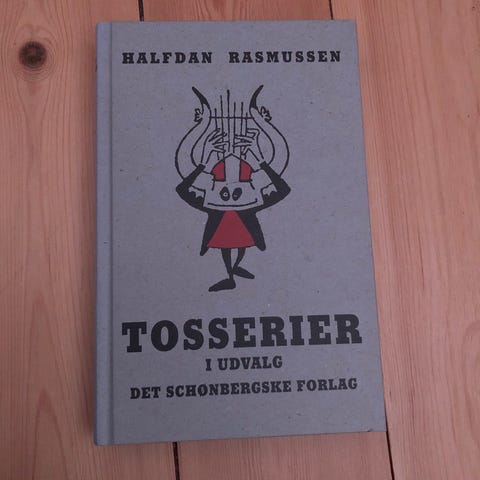 HALFDAN RASMUSSEN
TOSSERIER
I UDVALG
DET SCHØNBERGSKE FORLAG